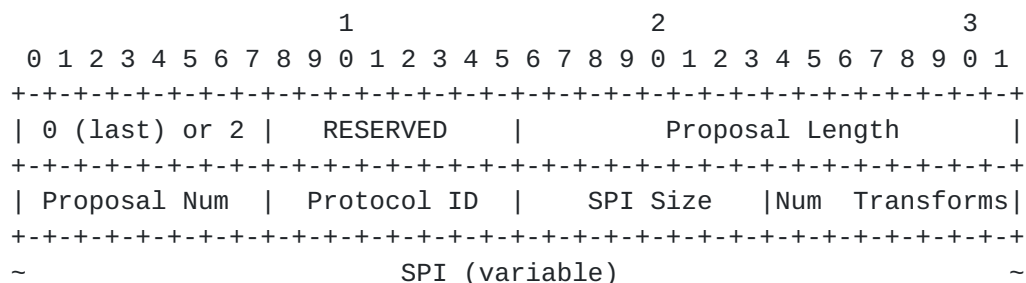 1                   2                   3
 0 1 2 3 4 5 6 7 8 9 0 1 2 3 4 5 6 7 8 9 0 1 2 3 4 5 6 7 8 9 0 1
+-+-+-+-+-+-+-+-+-+-+-+-+-+-+-+-+-+-+-+-+-+-+-+-+-+-+-+-+-+-+-+-+
| 0 (last) or 2 |   RESERVED    |         Proposal Length       |
+-+-+-+-+-+-+-+-+-+-+-+-+-+-+-+-+-+-+-+-+-+-+-+-+-+-+-+-+-+-+-+-+
| Proposal Num  |  Protocol ID  |    SPI Size   |Num  Transforms|
+-+-+-+-+-+-+-+-+-+-+-+-+-+-+-+-+-+-+-+-+-+-+-+-+-+-+-+-+-+-+-+-+
~                        SPI (variable)                         ~